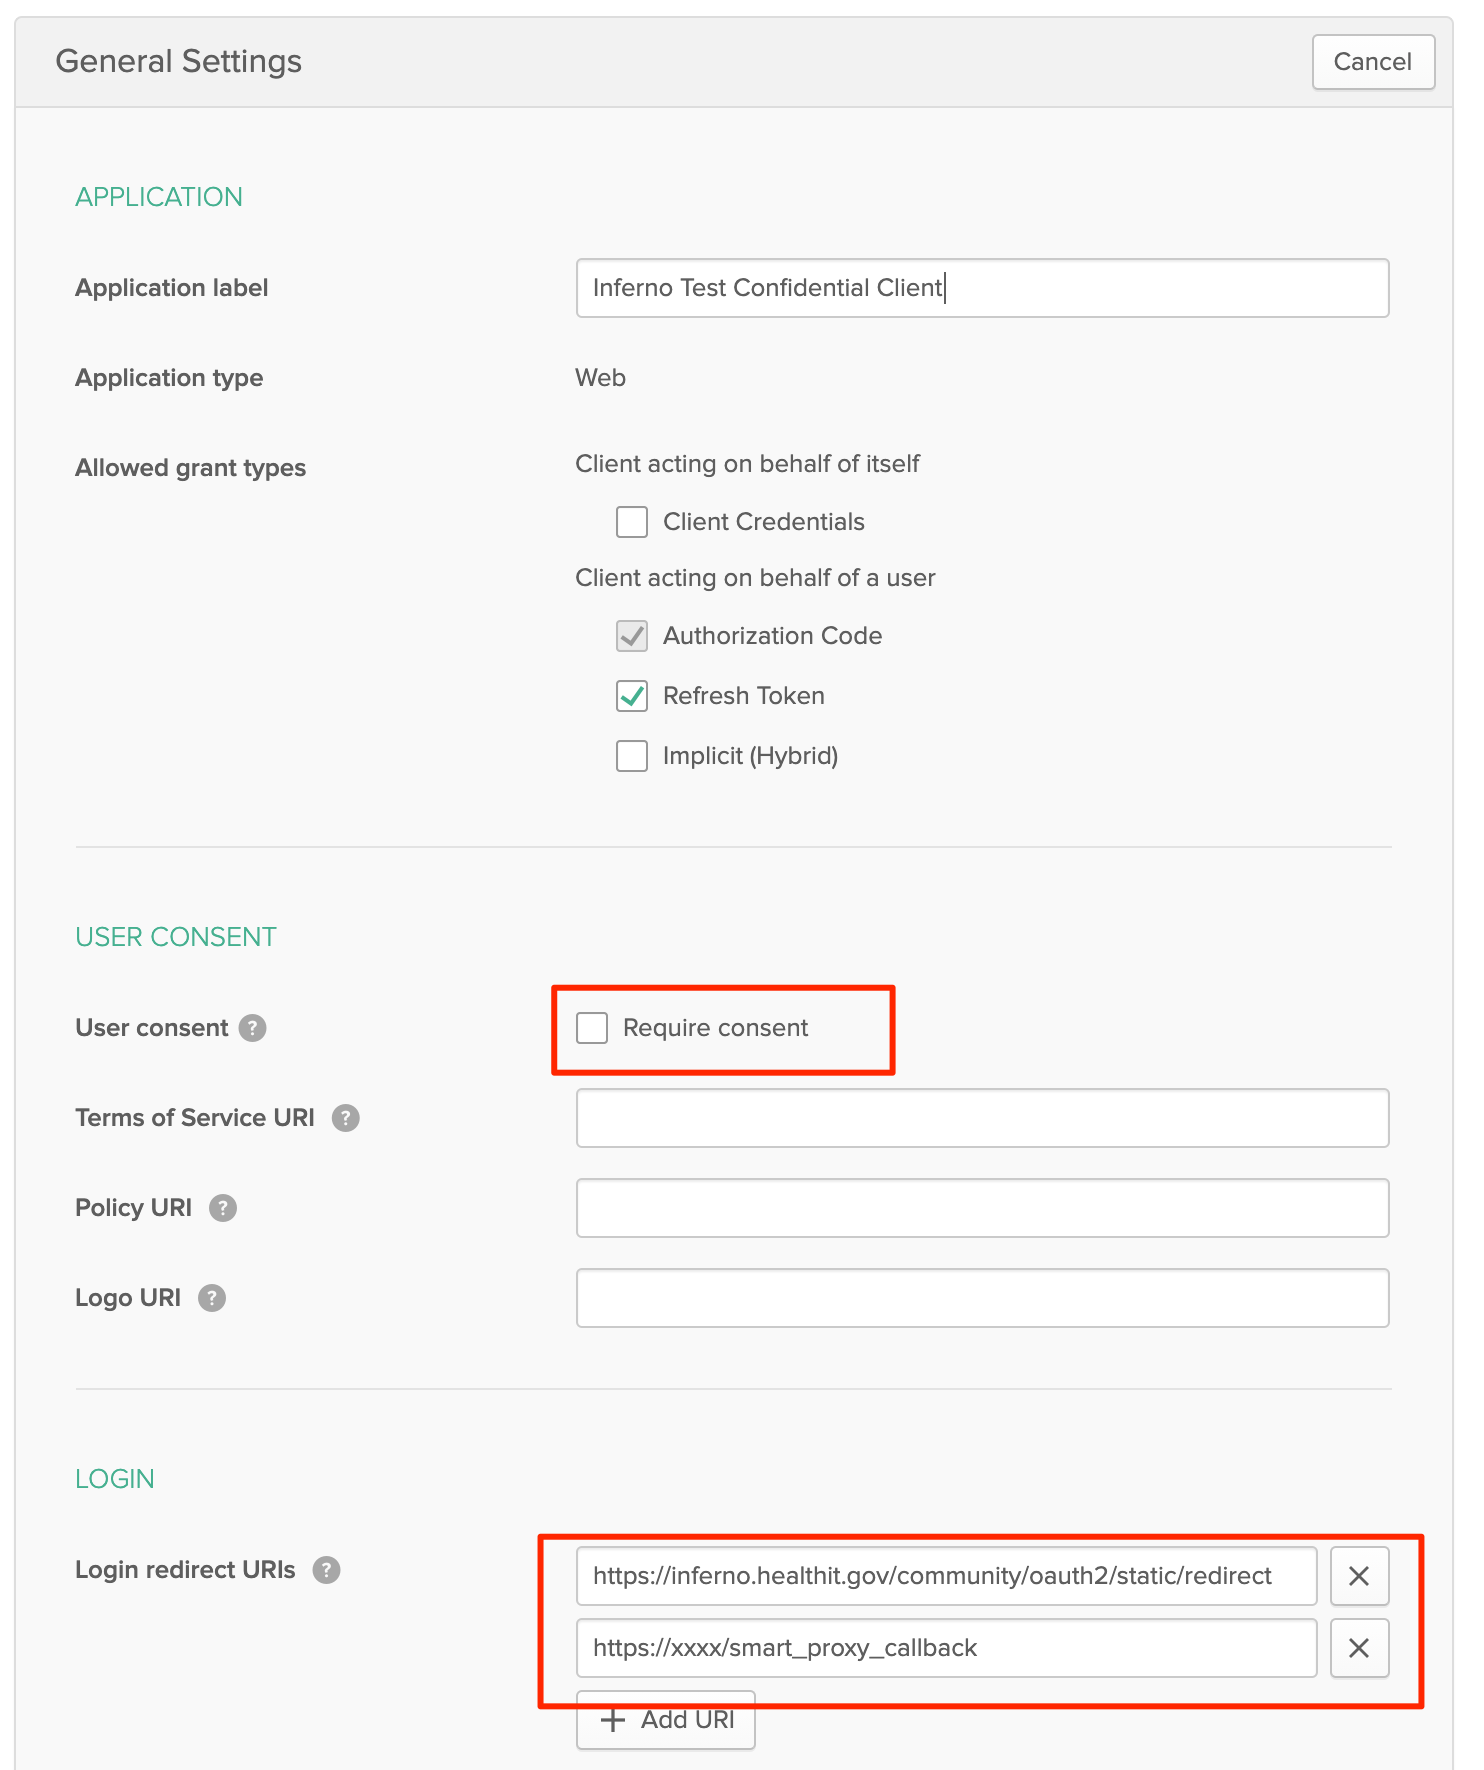 General Settings
Cancel
APPLICATION
Application label
Inferno Test Confidential Client
Application type
Web
Allowed grant types
Client acting on behalf of itself
Client Credentials
Client acting on behalf of a user
Authorization Code
Refresh Token
Implicit (Hybrid)
USER CONSENT
User consent ?
Require consent
Terms of Service URI ?
Policy URI ?
Logo URI ?
LOGIN
Login redirect URIs ?
https://inferno.healthit.gov/community/oauth2/static/redirect
https://xxxx/smart_proxy_callback
+ Add URI